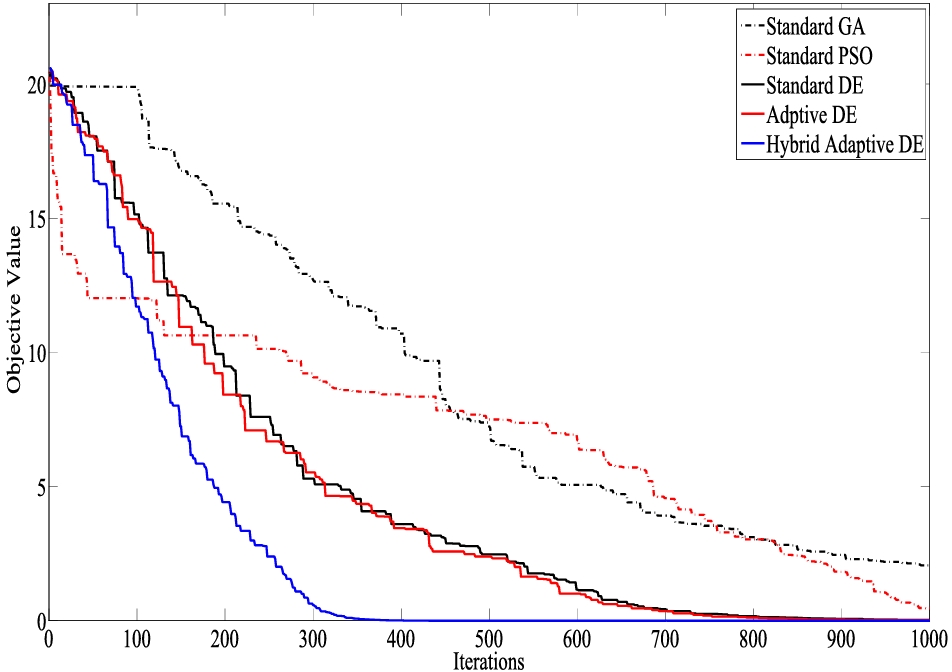 Standard GA
Standard PSO
Standard DE
Adptive DE
Hybrid Adaptive DE
20
15
10
5
0
Objective Value
0 100 200 300 400 500 600 700 800 900 1000
Iterations